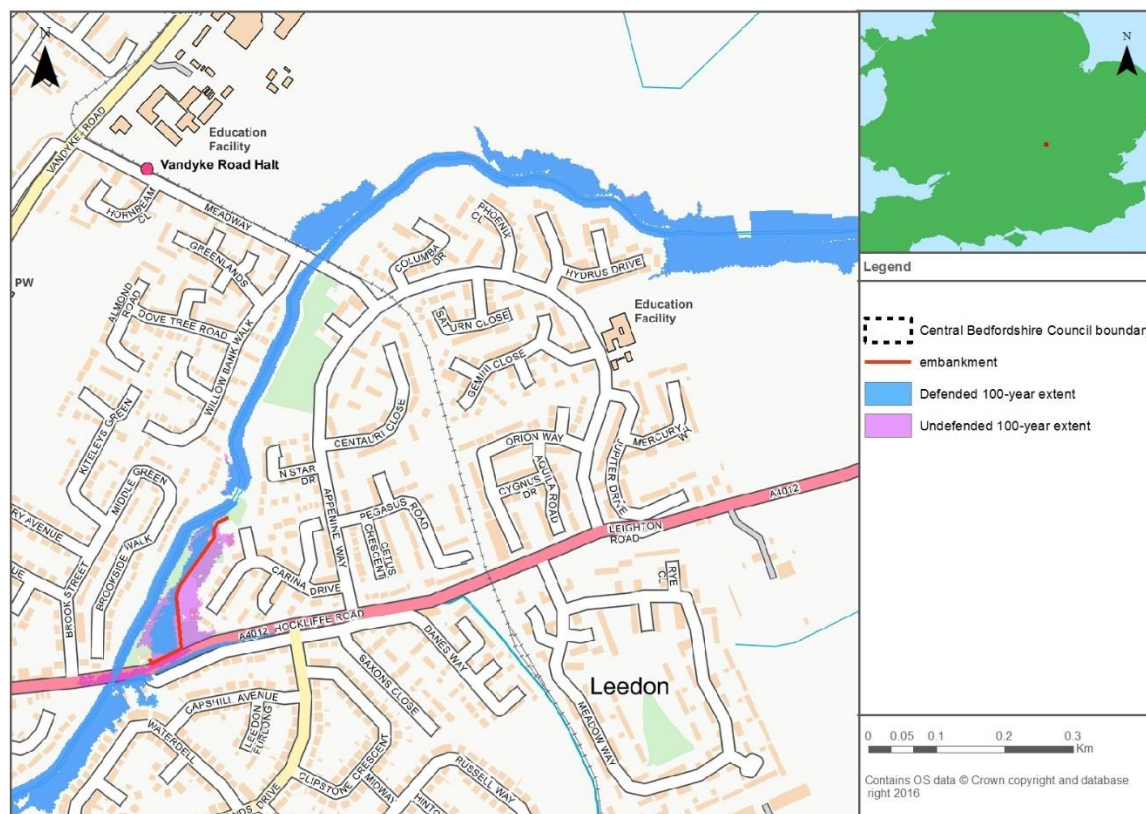 N
VANDYKE ROAD
Education
Facility
Vandyke Road Halt
HORNBEAM
CL
MEADWAY
GREENLANDS
PW
ALMOND
ROAD
DOVE TREE ROAD
WILLOW BANK WALK
KITELEYS GREEN
MIDDLE
GREEN
BROOK STREET
BROOKSIDE WALK
PHOENIX
CL
COLUMBA
DR
HYDRUS DRIVE
Education
Facility
GEMINI CLOSE
CENTAURI CLOSE
ORION WAY
MERCURY
JUPITER DRIVE
CYGNUS
DR
AQUILA ROAD
APPENINE WAY
PEGASUS ROAD
CETUS
CRESCENT
CARINA DRIVE
A4012
LEIGHTON
ROAD
A4012 HOCKLIFFE ROAD
RYE
CL
DANES WAY
SAXONS CLOSE
Leedon
MEADOW WAY
CAPSHILL AVENUE
LEEDON
FURLONG
WATERDELL
CLIPSTONE CRESCENT
MIDWAY
RUSSELL WAY
N
Legend
Central Bedfordshire Council boundary
embankment
Defended 100-year extent
Undefended 100-year extent
0 0.05 0.1 0.2 0.3
Km
Contains OS data © Crown copyright and database
right 2016